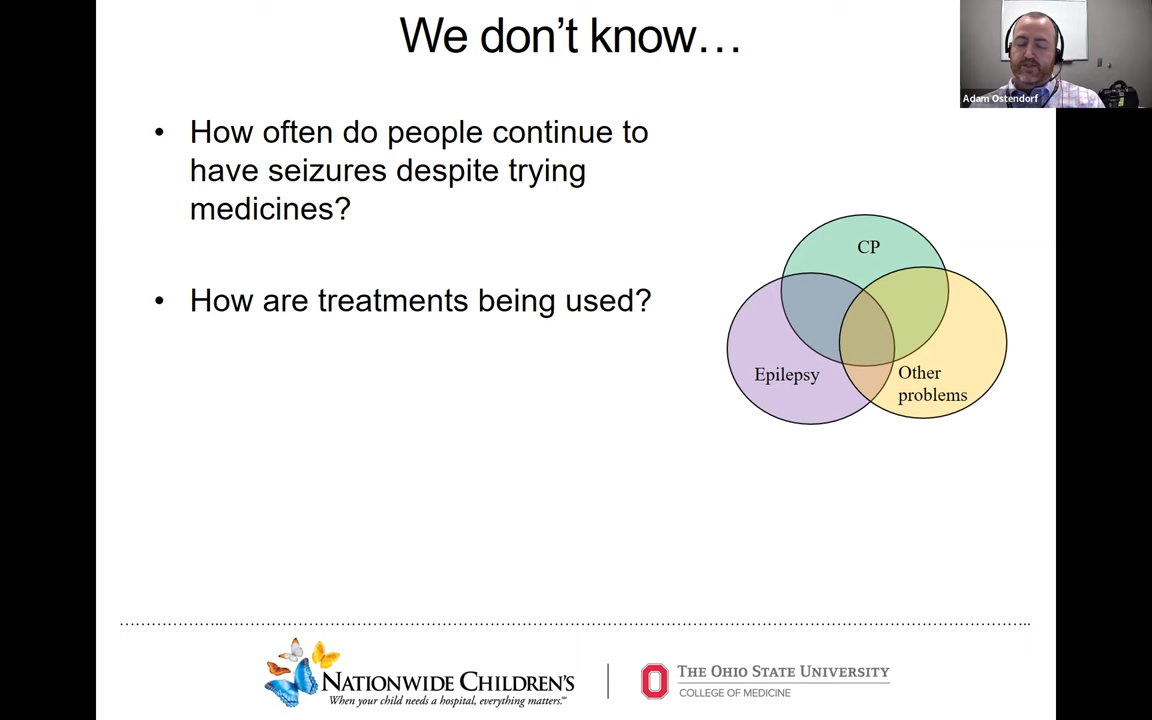 We don't know…
Adam Ostendorf
• How often do people continue to
have seizures despite trying
medicines?
• How are treatments being used?
CP
Epilepsy
Other
problems
NATIONWIDE CHILDREN'S
When your child needs a hospital, everything matters.℠
THE OHIO STATE UNIVERSITY
COLLEGE OF MEDICINE